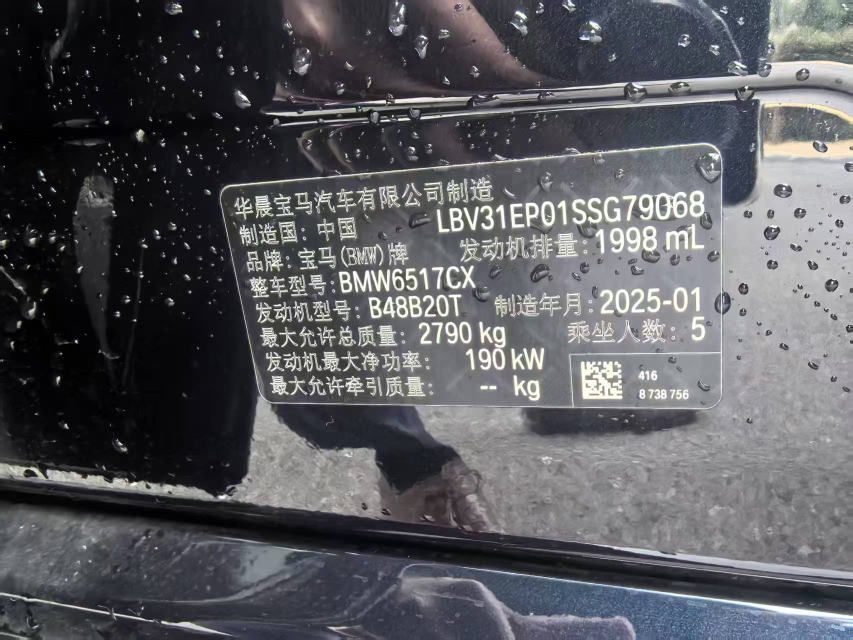 华晨宝马汽车有限公司制造
制造国：中国 LBV31EP01SSG79068
品牌：宝马(BMW)牌 发动机排量：1998 mL
整车型号：BMW6517CX
发动机型号：B48B20T 制造年月：2025-01
最大允许总质量：2790 kg 乘坐人数：5
发动机最大净功率：190 kW
最大允许牵引质量：-- kg
416
8 738 756